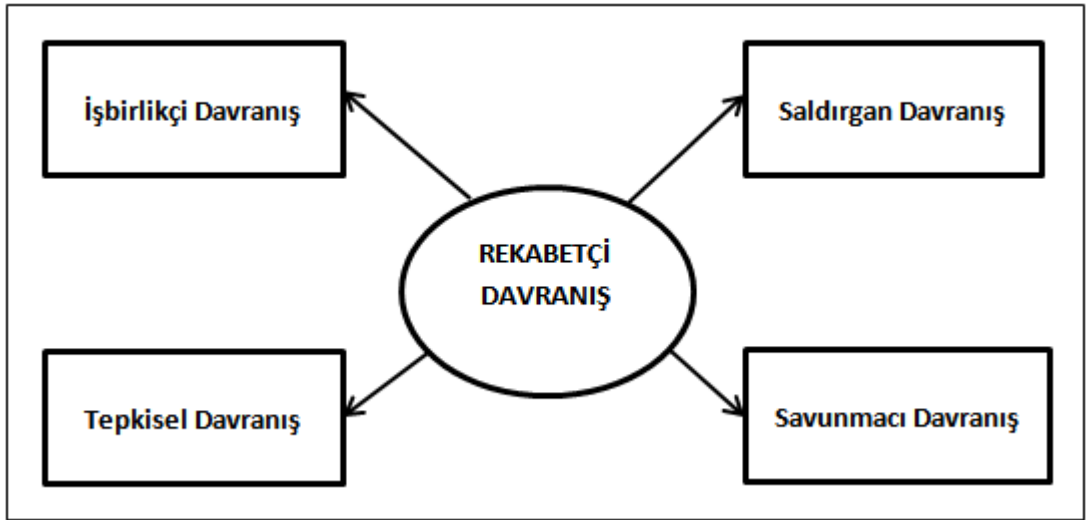 İşbirlikçi Davranış
Saldırgan Davranış
REKABETÇİ
DAVRANIŞ
Tepkisel Davranış
Savunmacı Davranış